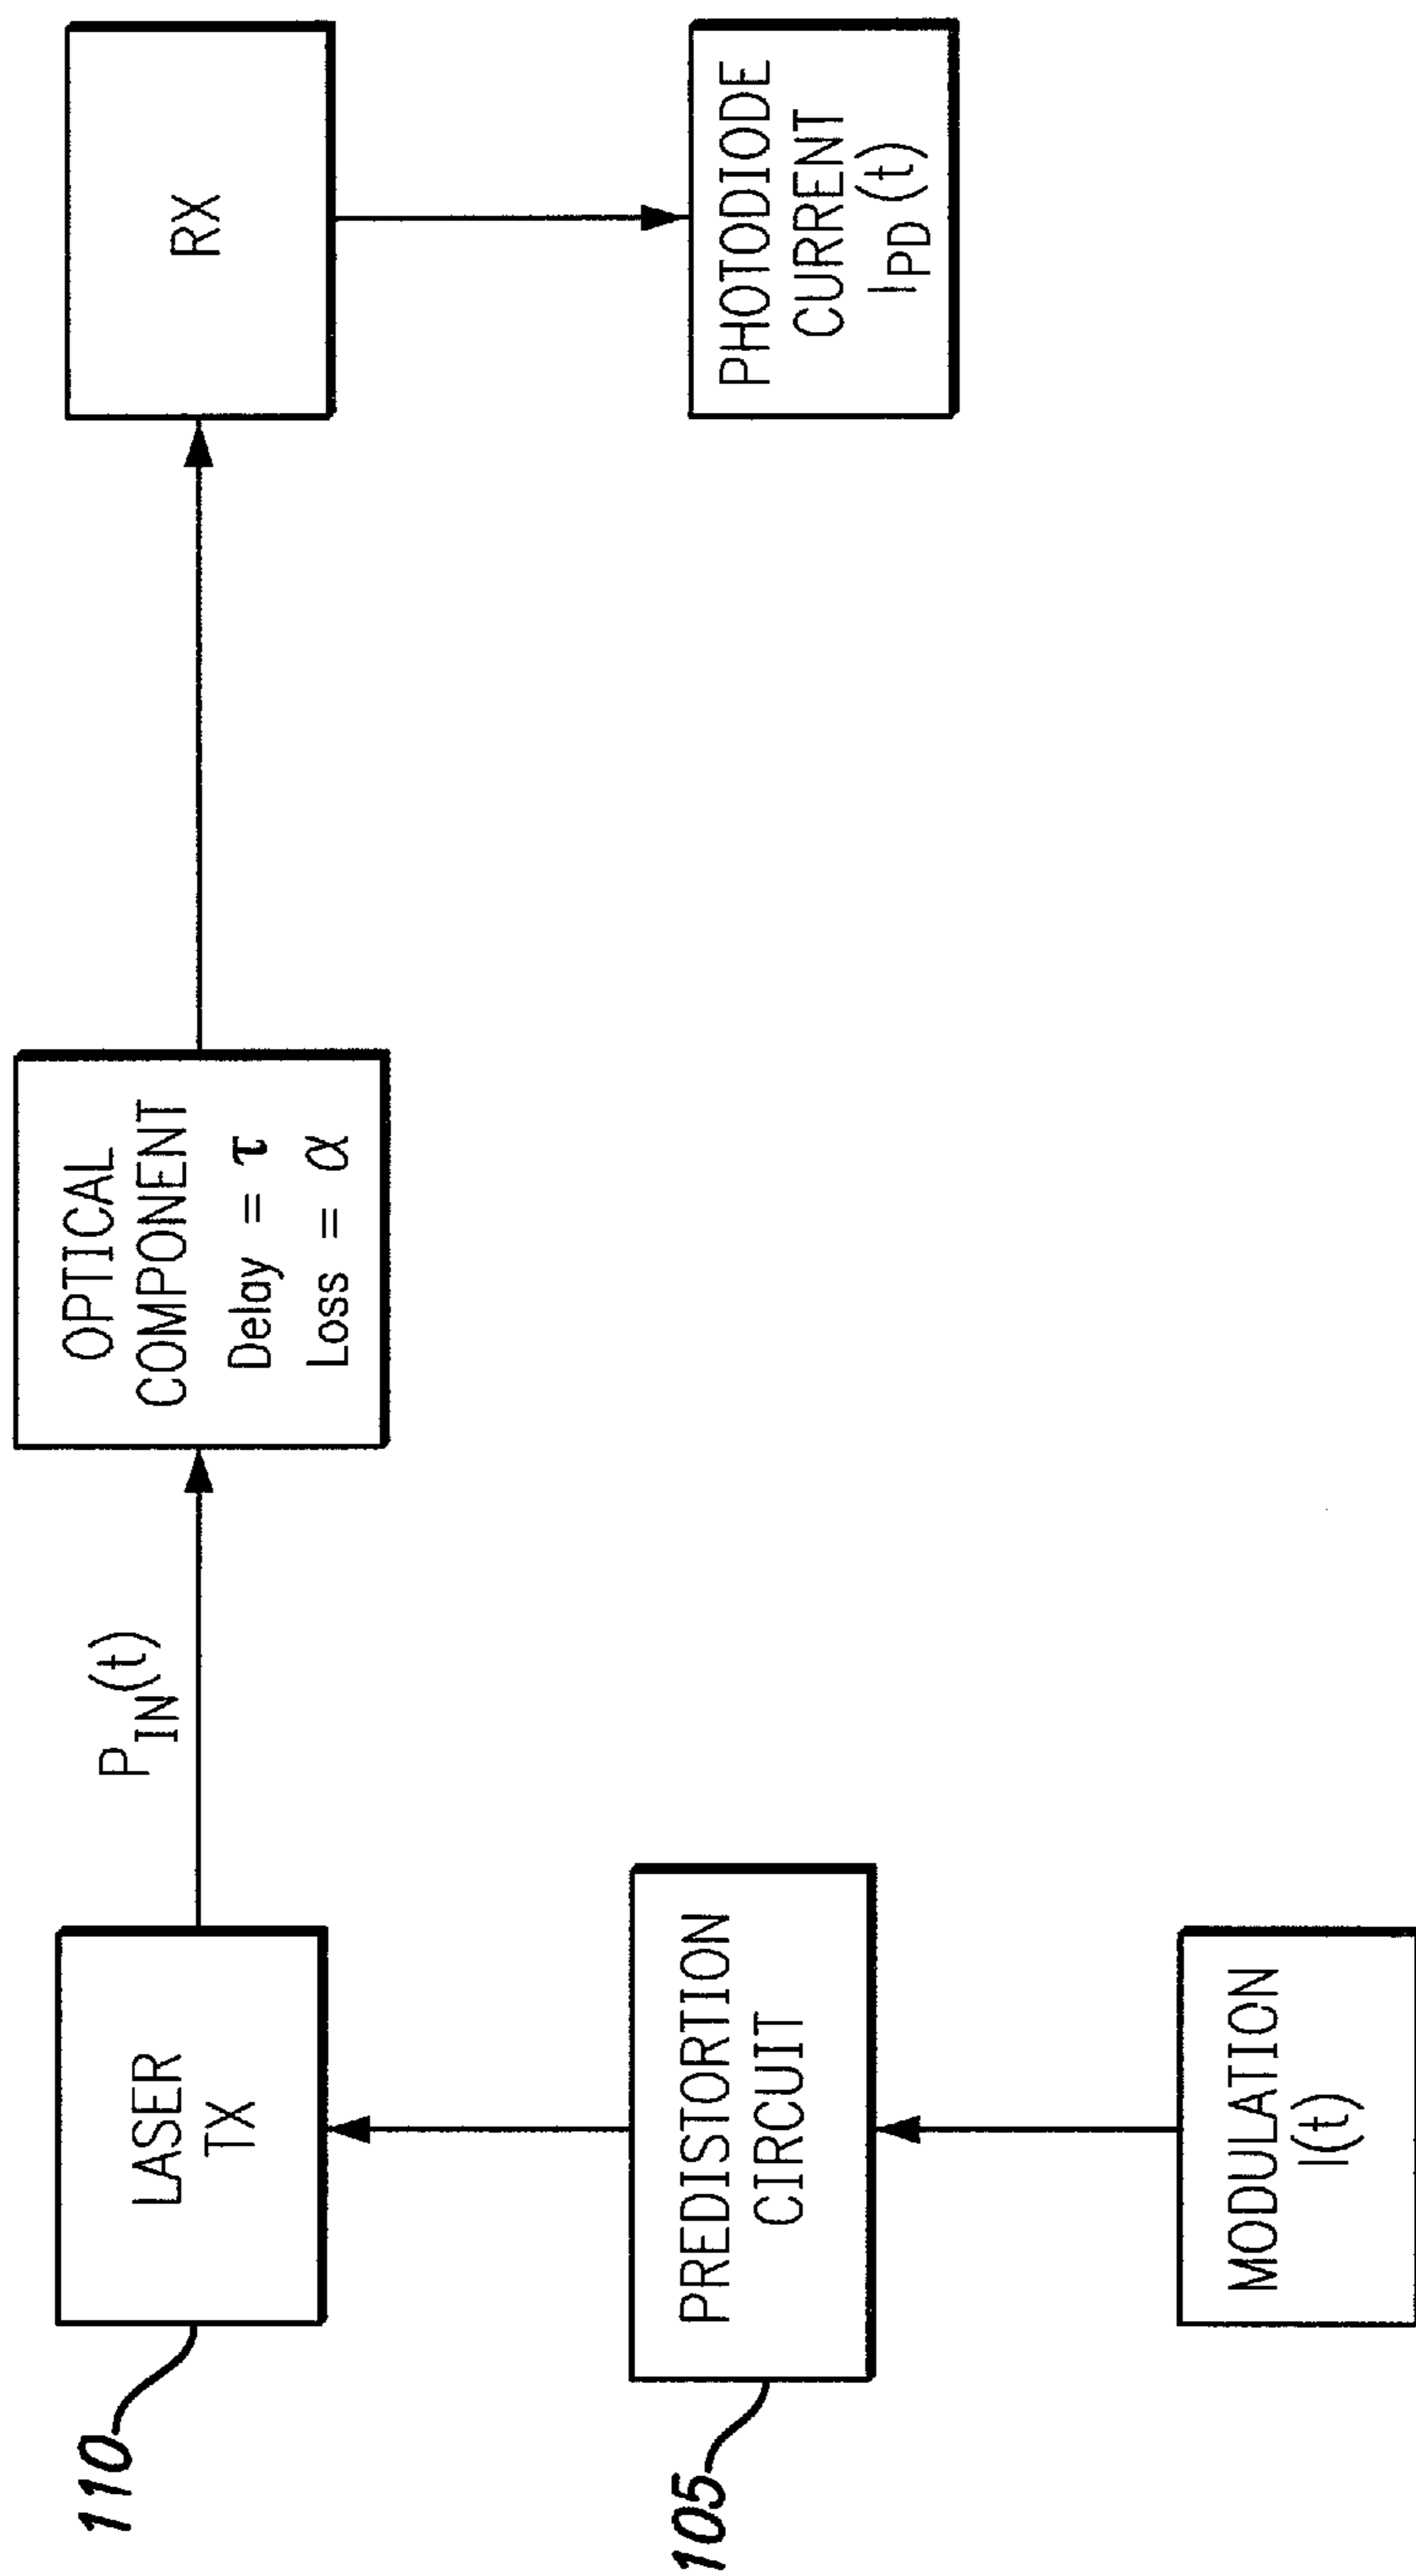 110
LASER
TX
P_IN(t)
OPTICAL
COMPONENT
Delay = τ
Loss = α
RX
105
PREDISTORTION
CIRCUIT
PHOTODIODE
CURRENT
I_PD(t)
MODULATION
I(t)